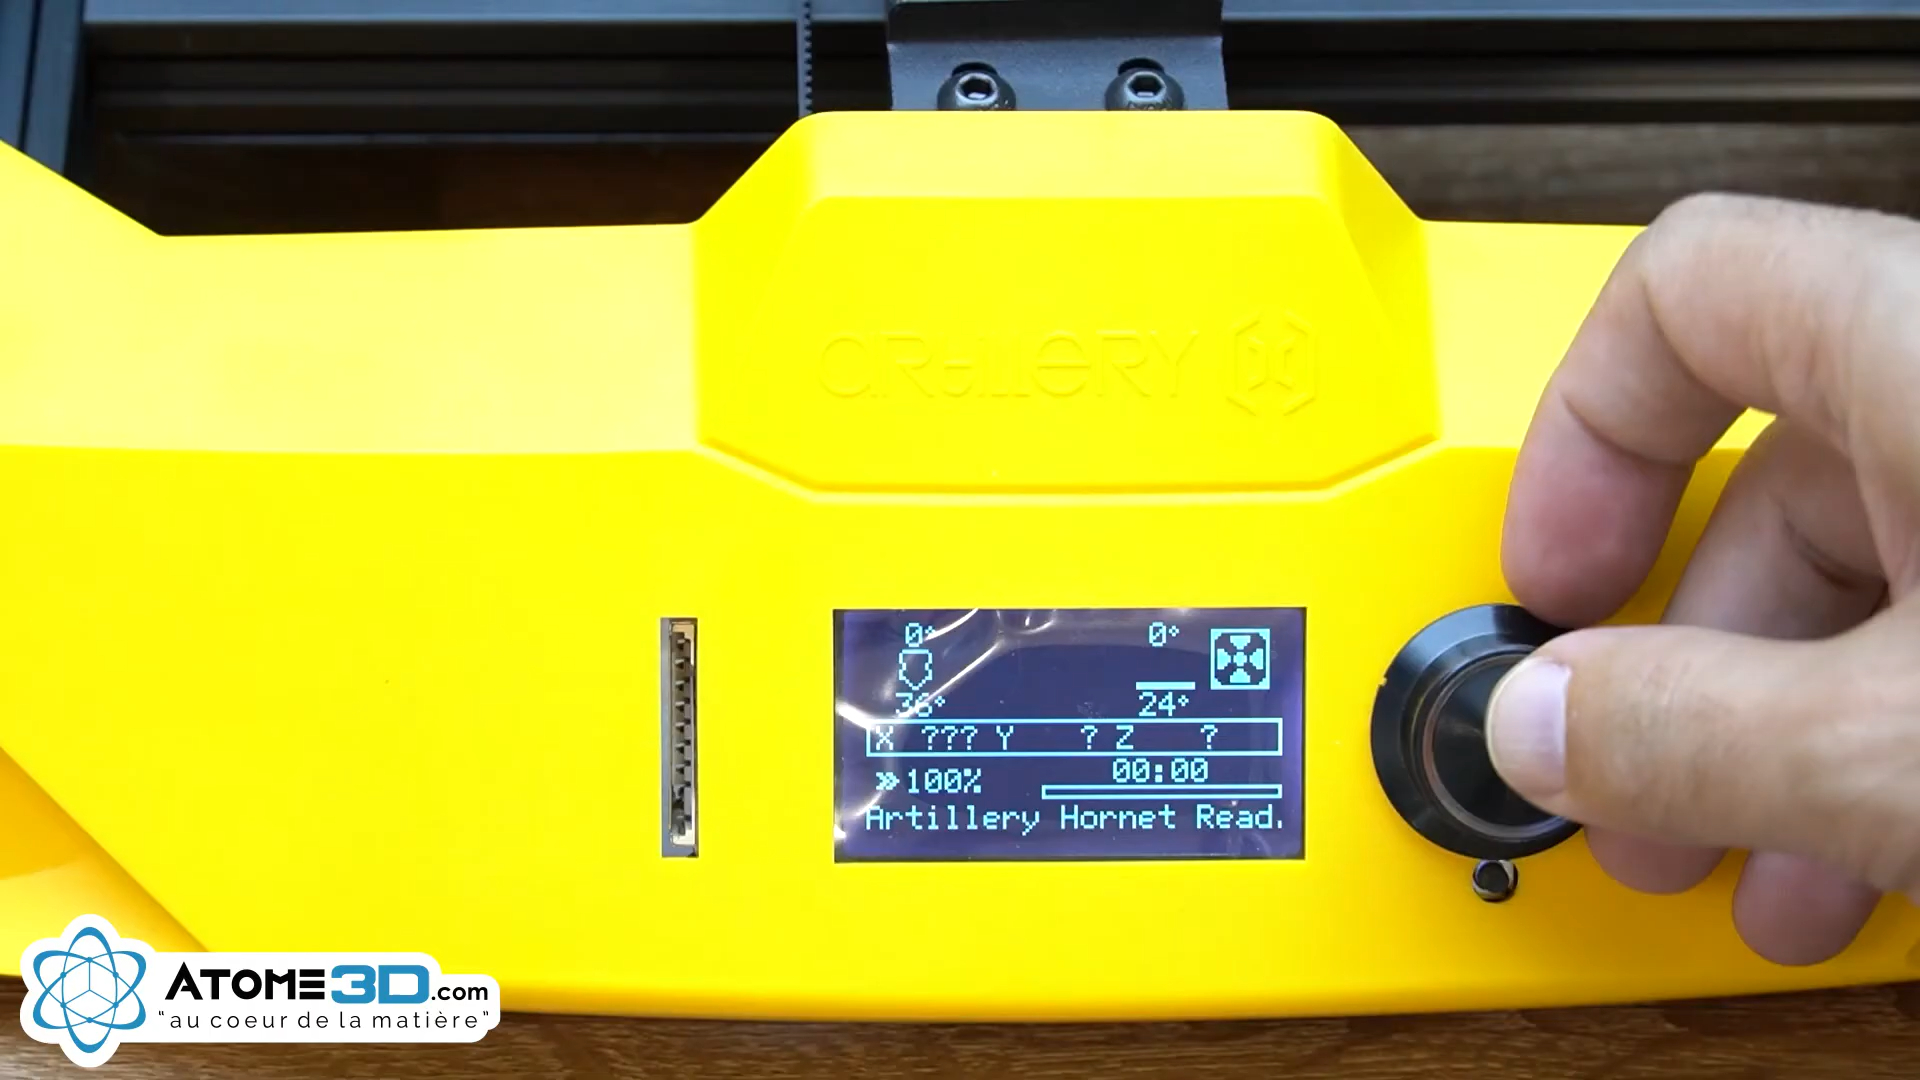 ARTILLERY
0° 0°
36° 24°
X ??? Y ? Z ?
00:00
»100%
Artillery Hornet Read.
ATOME3D.com
"au coeur de la matière"